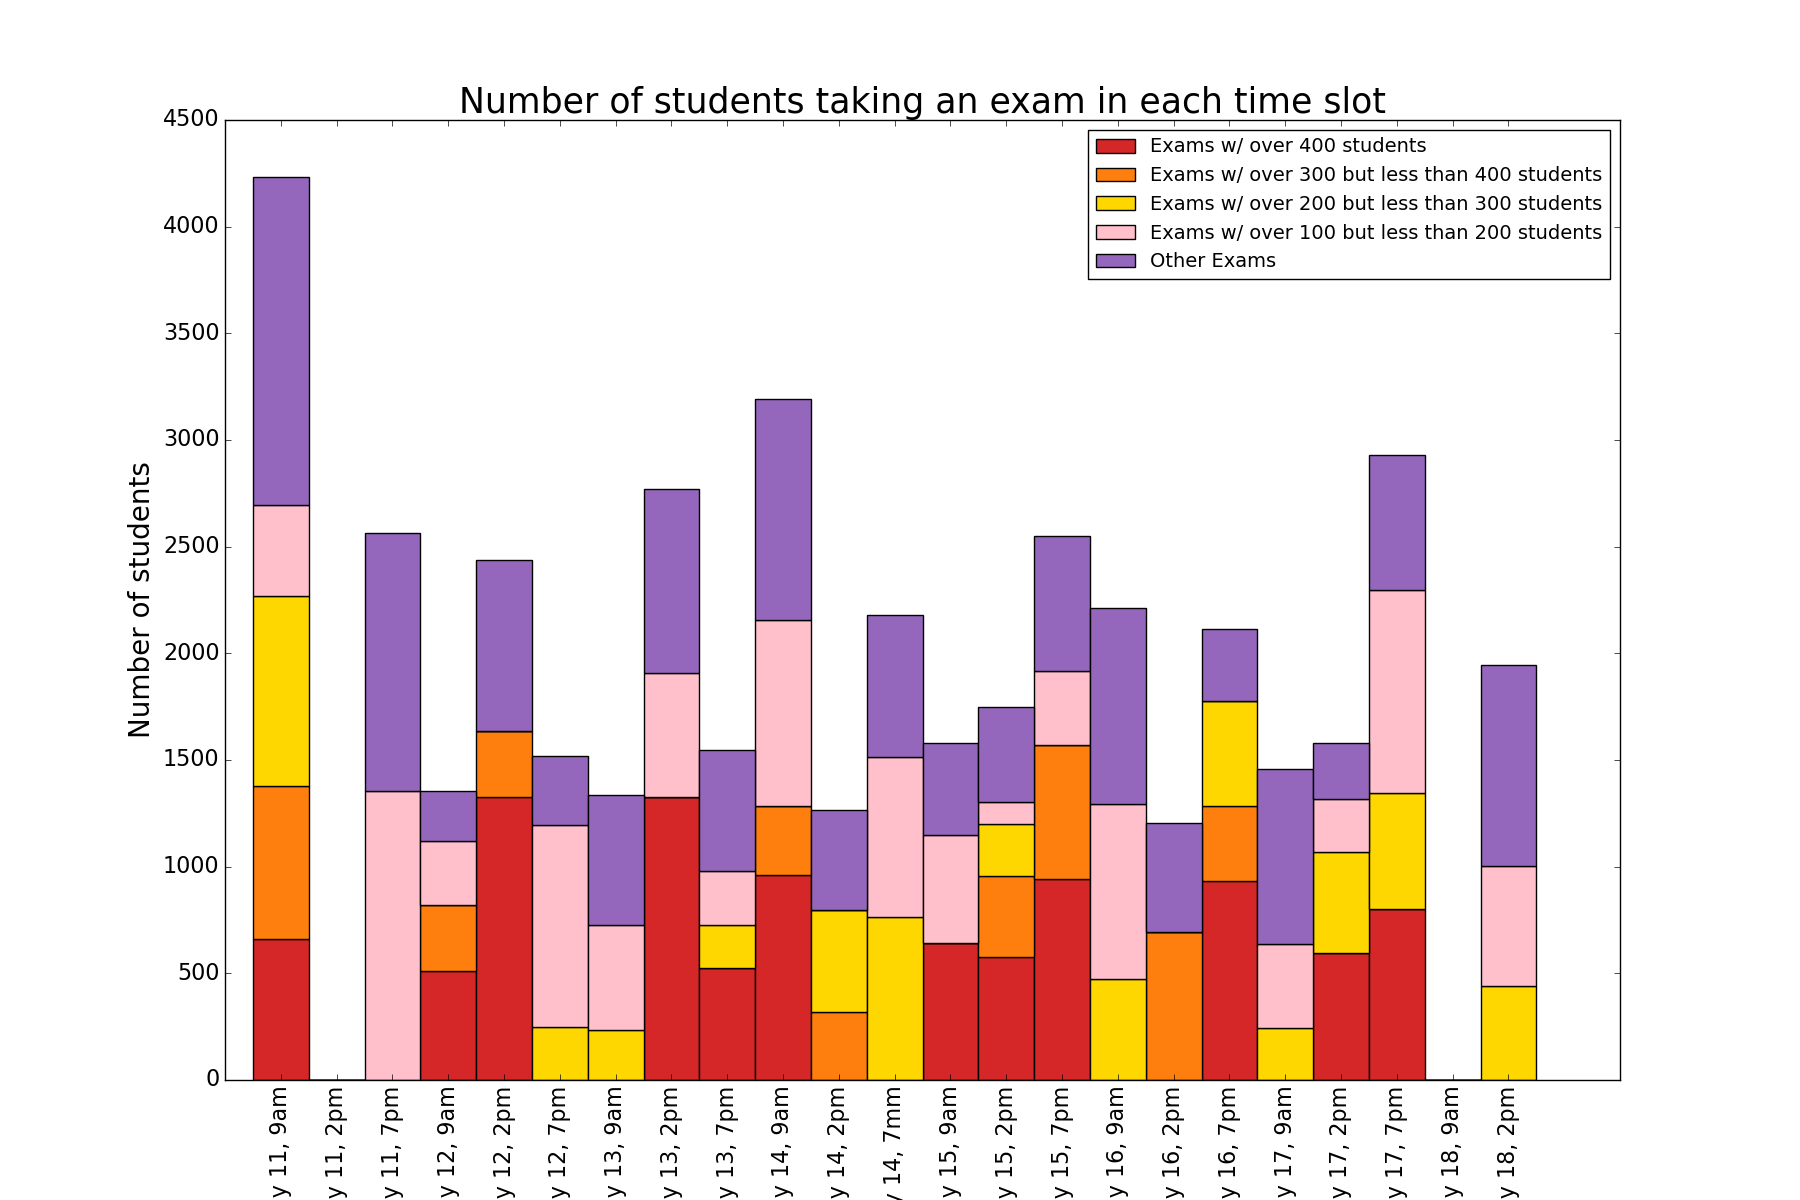 Number of students taking an exam in each time slot
Exams w/ over 400 students
Exams w/ over 300 but less than 400 students
Exams w/ over 200 but less than 300 students
Exams w/ over 100 but less than 200 students
Other Exams
Number of students
4500
4000
3500
3000
2500
2000
1500
1000
500
0
y 11, 9am
y 11, 2pm
y 11, 7pm
y 12, 9am
y 12, 2pm
y 12, 7pm
y 13, 9am
y 13, 2pm
y 13, 7pm
y 14, 9am
y 14, 2pm
y 14, 7mm
y 15, 9am
y 15, 2pm
y 15, 7pm
y 16, 9am
y 16, 2pm
y 16, 7pm
y 17, 9am
y 17, 2pm
y 17, 7pm
y 18, 9am
y 18, 2pm